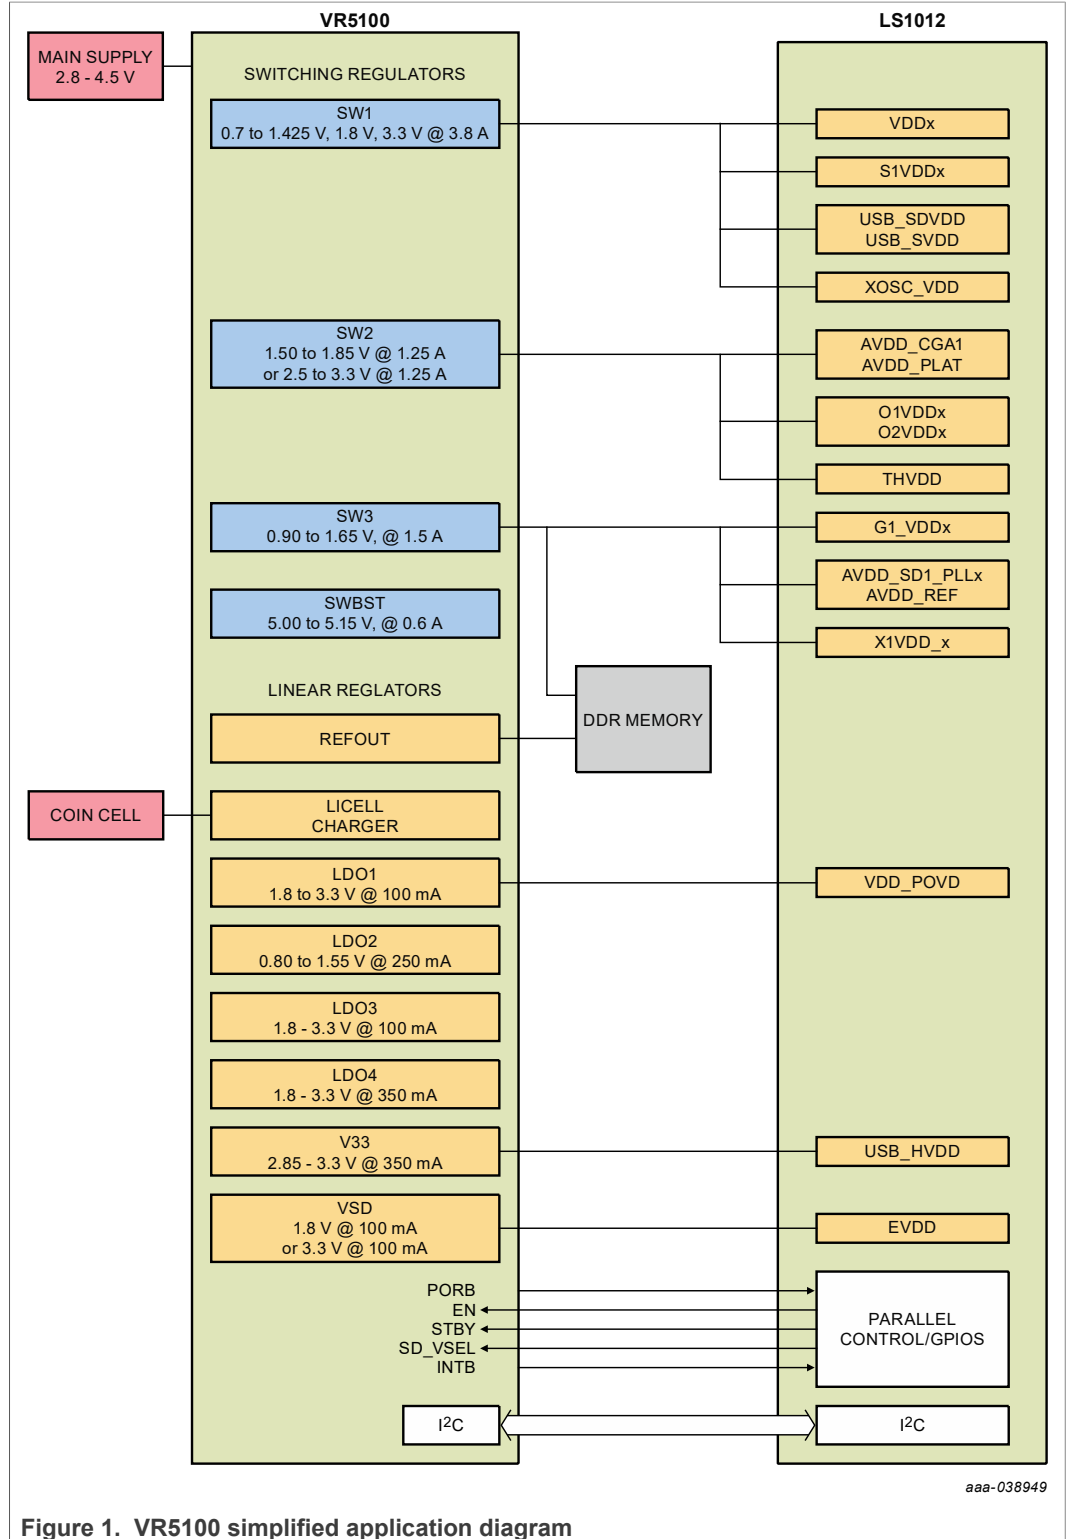 VR5100
LS1012
MAIN SUPPLY
2.8 - 4.5 V
SWITCHING REGULATORS
SW1
0.7 to 1.425 V, 1.8 V, 3.3 V @ 3.8 A
VDDx
S1VDDx
USB_SDVDD
USB_SVDD
XOSC_VDD
SW2
1.50 to 1.85 V @ 1.25 A
or 2.5 to 3.3 V @ 1.25 A
AVDD_CGA1
AVDD_PLAT
O1VDDx
O2VDDx
THVDD
SW3
0.90 to 1.65 V, @ 1.5 A
G1_VDDx
AVDD_SD1_PLLx
AVDD_REF
X1VDD_x
SWBST
5.00 to 5.15 V, @ 0.6 A
LINEAR REGLATORS
REFOUT
DDR MEMORY
COIN CELL
LICELL
CHARGER
LDO1
1.8 to 3.3 V @ 100 mA
VDD_POVD
LDO2
0.80 to 1.55 V @ 250 mA
LDO3
1.8 - 3.3 V @ 100 mA
LDO4
1.8 - 3.3 V @ 350 mA
V33
2.85 - 3.3 V @ 350 mA
USB_HVDD
VSD
1.8 V @ 100 mA
or 3.3 V @ 100 mA
EVDD
PORB
EN
STBY
SD_VSEL
INTB
PARALLEL
CONTROL/GPIOS
I2C
I2C
aaa-038949
Figure 1. VR5100 simplified application diagram